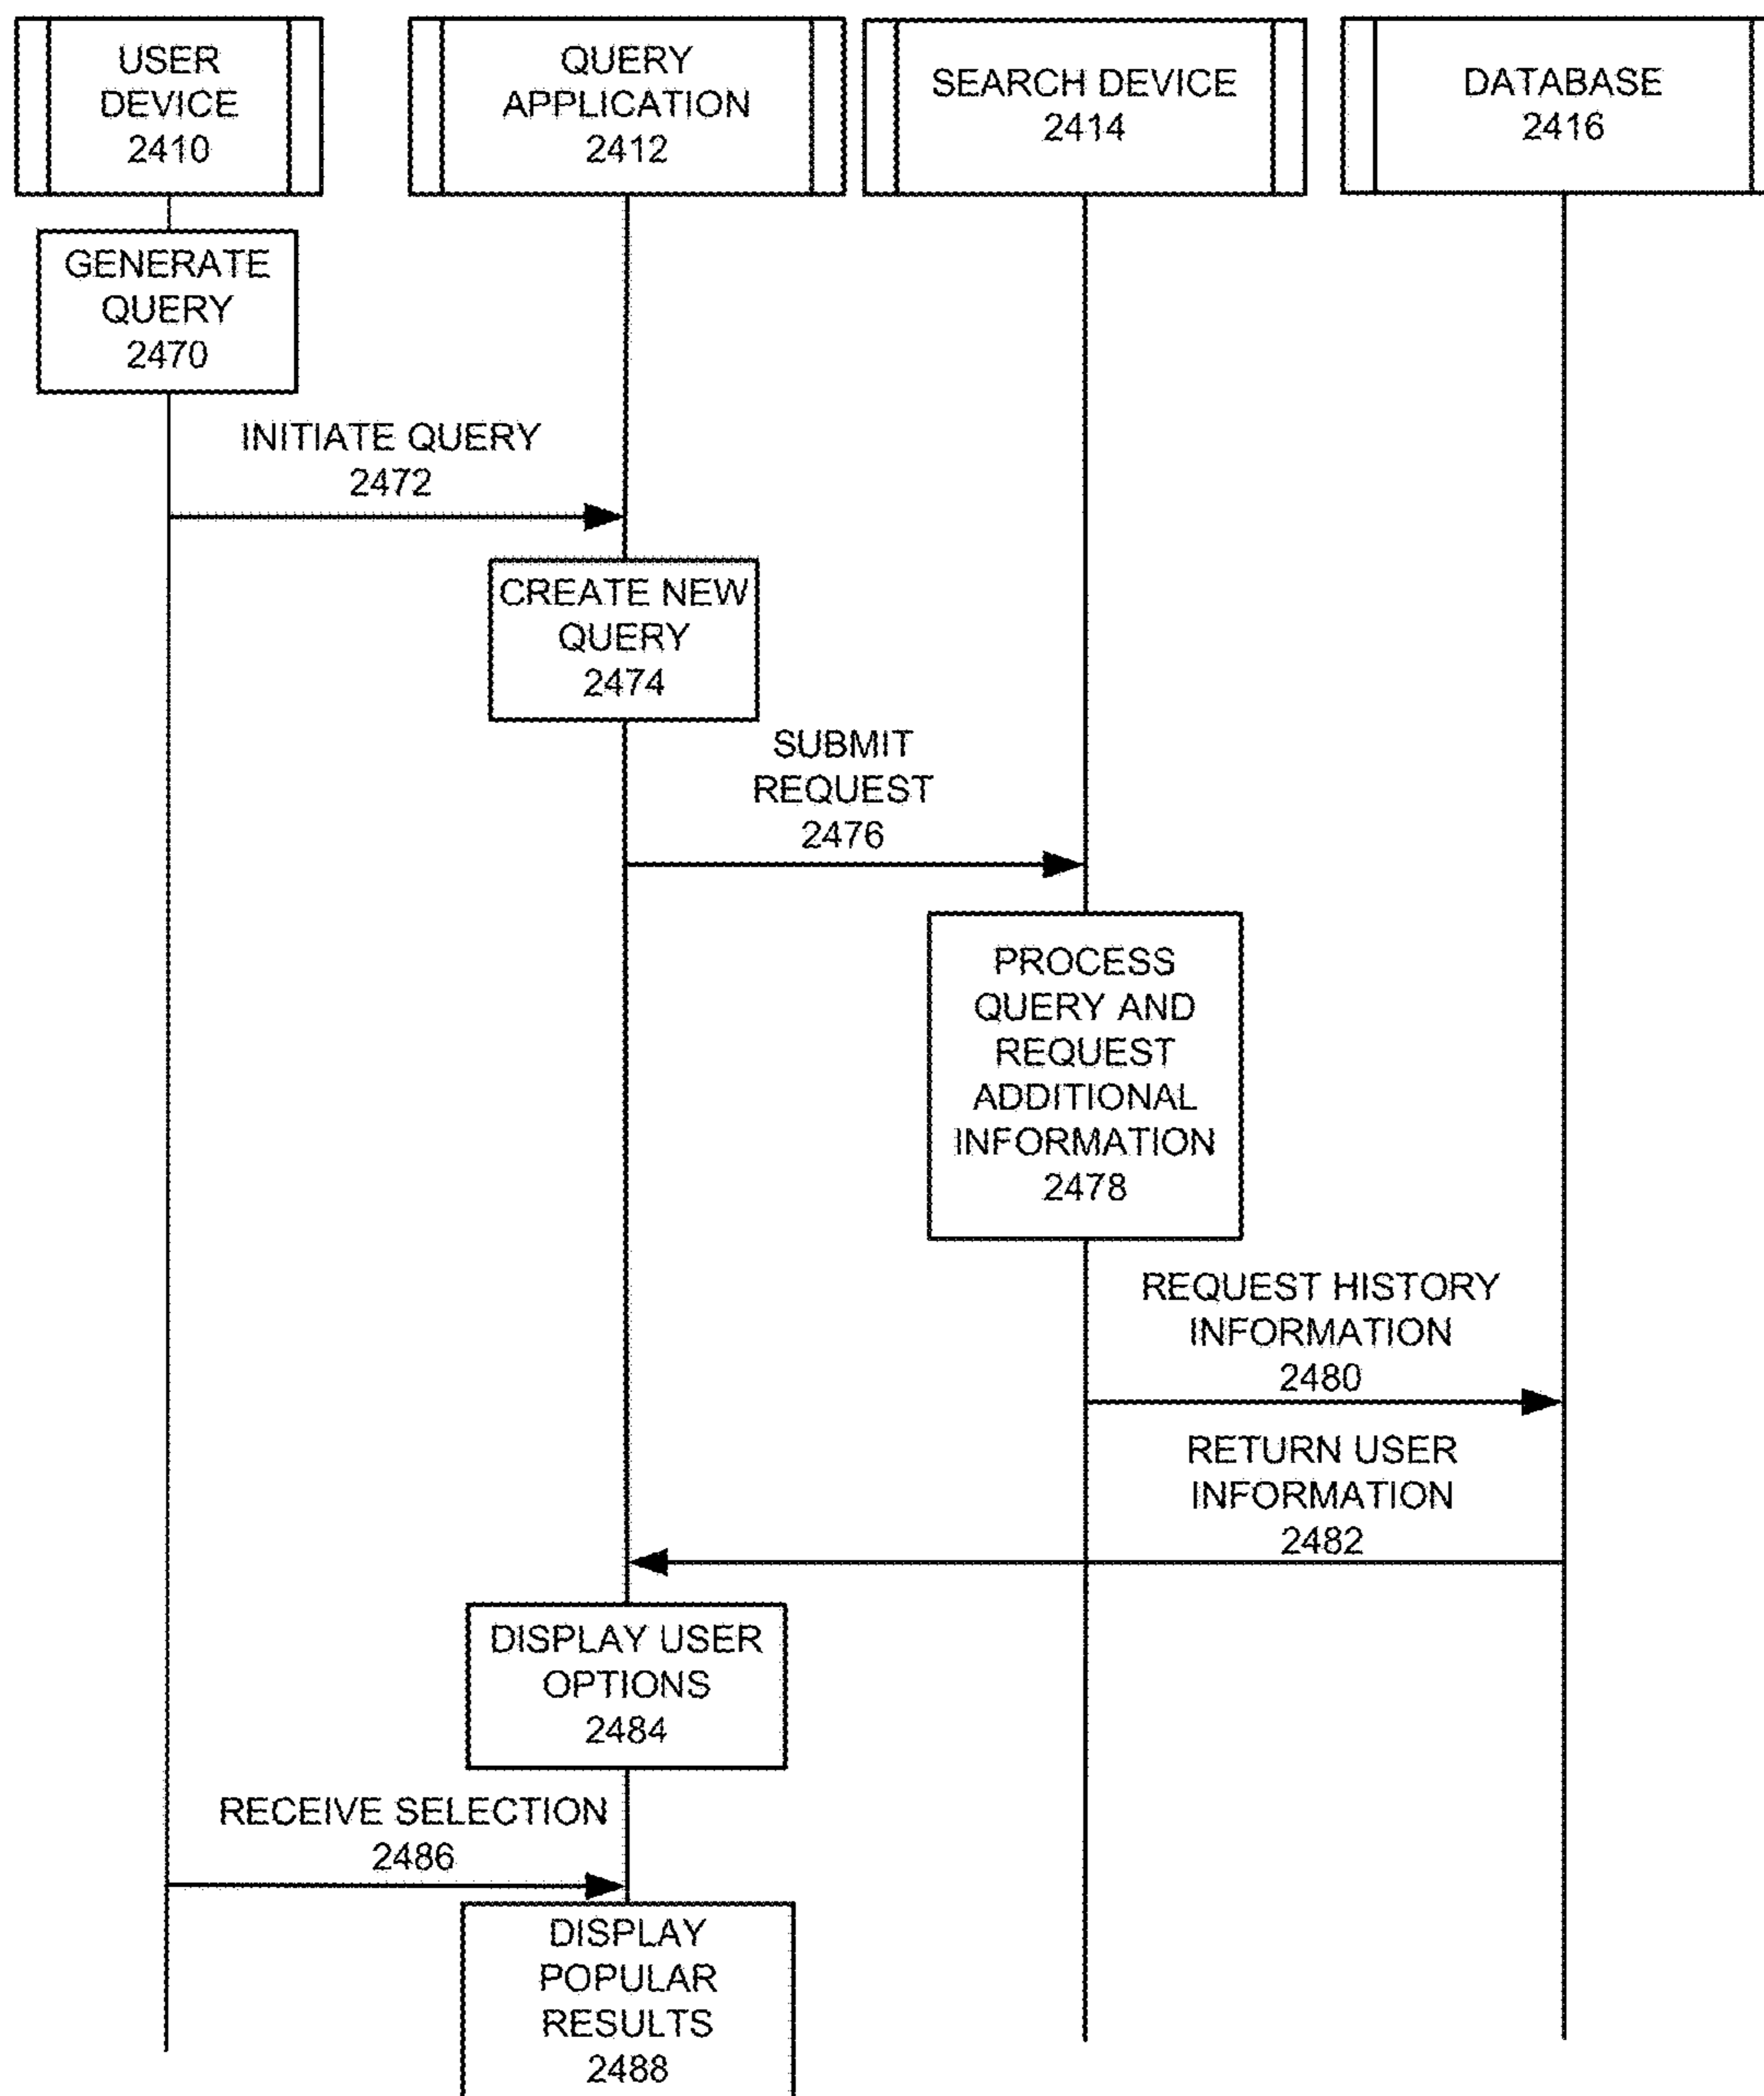 USER
DEVICE
2410
QUERY
APPLICATION
2412
SEARCH DEVICE
2414
DATABASE
2416
GENERATE
QUERY
2470
INITIATE QUERY
2472
CREATE NEW
QUERY
2474
SUBMIT
REQUEST
2476
PROCESS
QUERY AND
REQUEST
ADDITIONAL
INFORMATION
2478
REQUEST HISTORY
INFORMATION
2480
RETURN USER
INFORMATION
2482
DISPLAY USER
OPTIONS
2484
RECEIVE SELECTION
2486
DISPLAY
POPULAR
RESULTS
2488